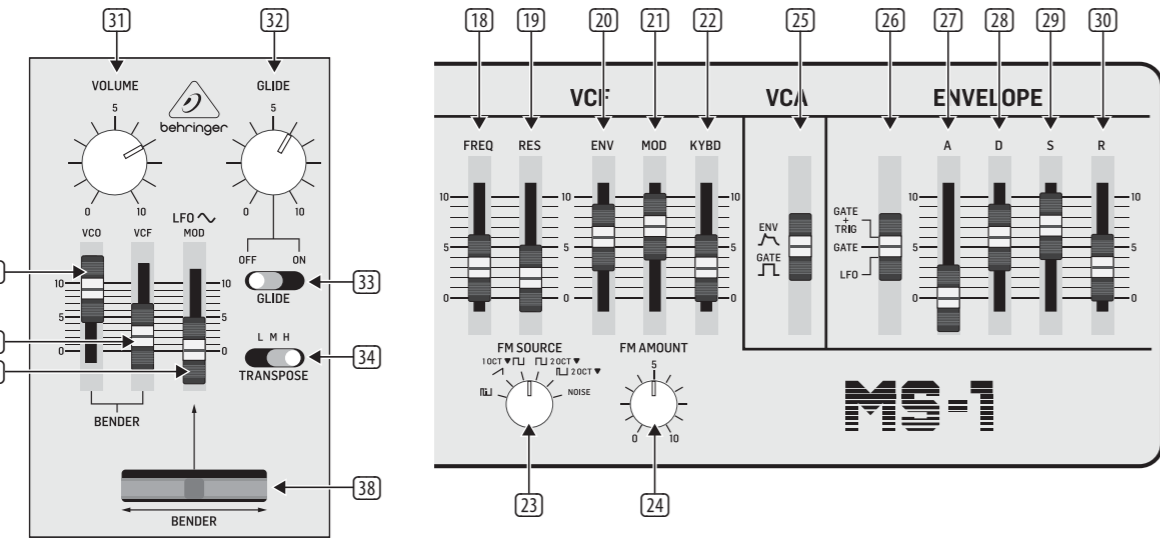 31 32
VOLUME GLIDE
5 5
behringer
0 10 0 10
LFO
VCO VCF MOD
OFF ON
10 10
GLIDE
33
5 5
L M H
34
0 0
TRANSPOSE
BENDER
38
BENDER
18 19 20 21 22 25 26 27 28 29 30
VCF VCA ENVELOPE
FREQ RES ENV MOD KYBD A D S R
10 10 10 10 10
GATE
+
TRIG
ENV
5 5 5 GATE 5 5
GATE
LFO
0 0 0 0 0
FM SOURCE FM AMOUNT
1 OCT ▼ 2 OCT ▼ 5
2 OCT ▼
NOISE
0 10
MS-1
23 24